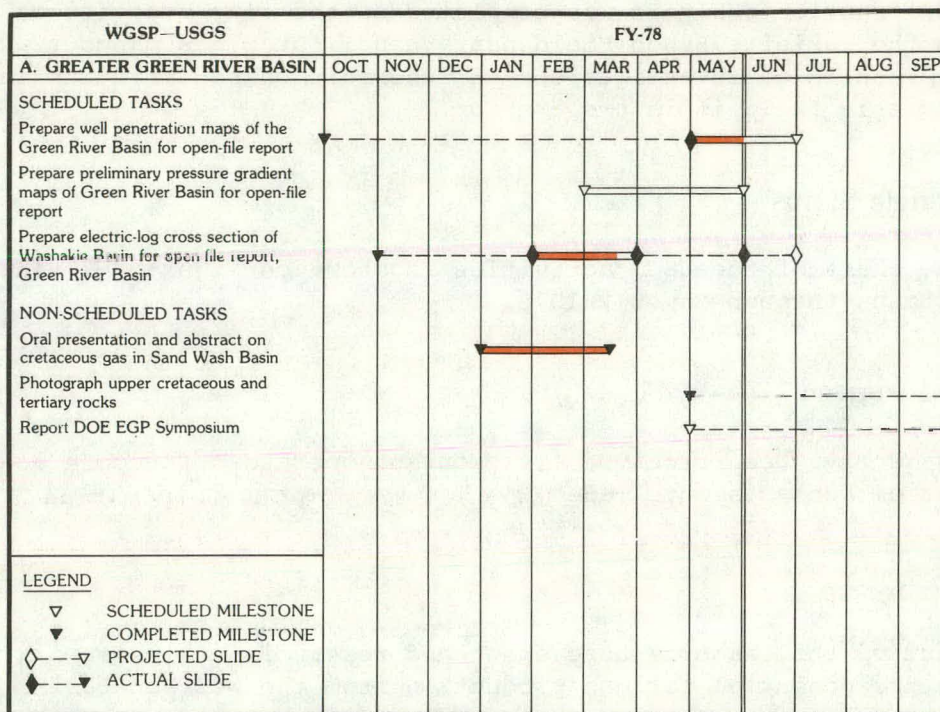 WGSP—USGS
FY-78
A. GREATER GREEN RIVER BASIN OCT NOV DEC JAN FEB MAR APR MAY JUN JUL AUG SEP
SCHEDULED TASKS
Prepare well penetration maps of the
Green River Basin for open-file report
Prepare preliminary pressure gradient
maps of Green River Basin for open-file
report
Prepare electric-log cross section of
Washakie Basin for open file report,
Green River Basin
NON-SCHEDULED TASKS
Oral presentation and abstract on
cretaceous gas in Sand Wash Basin
Photograph upper cretaceous and
tertiary rocks
Report DOE EGP Symposium
LEGEND
SCHEDULED MILESTONE
COMPLETED MILESTONE
PROJECTED SLIDE
ACTUAL SLIDE